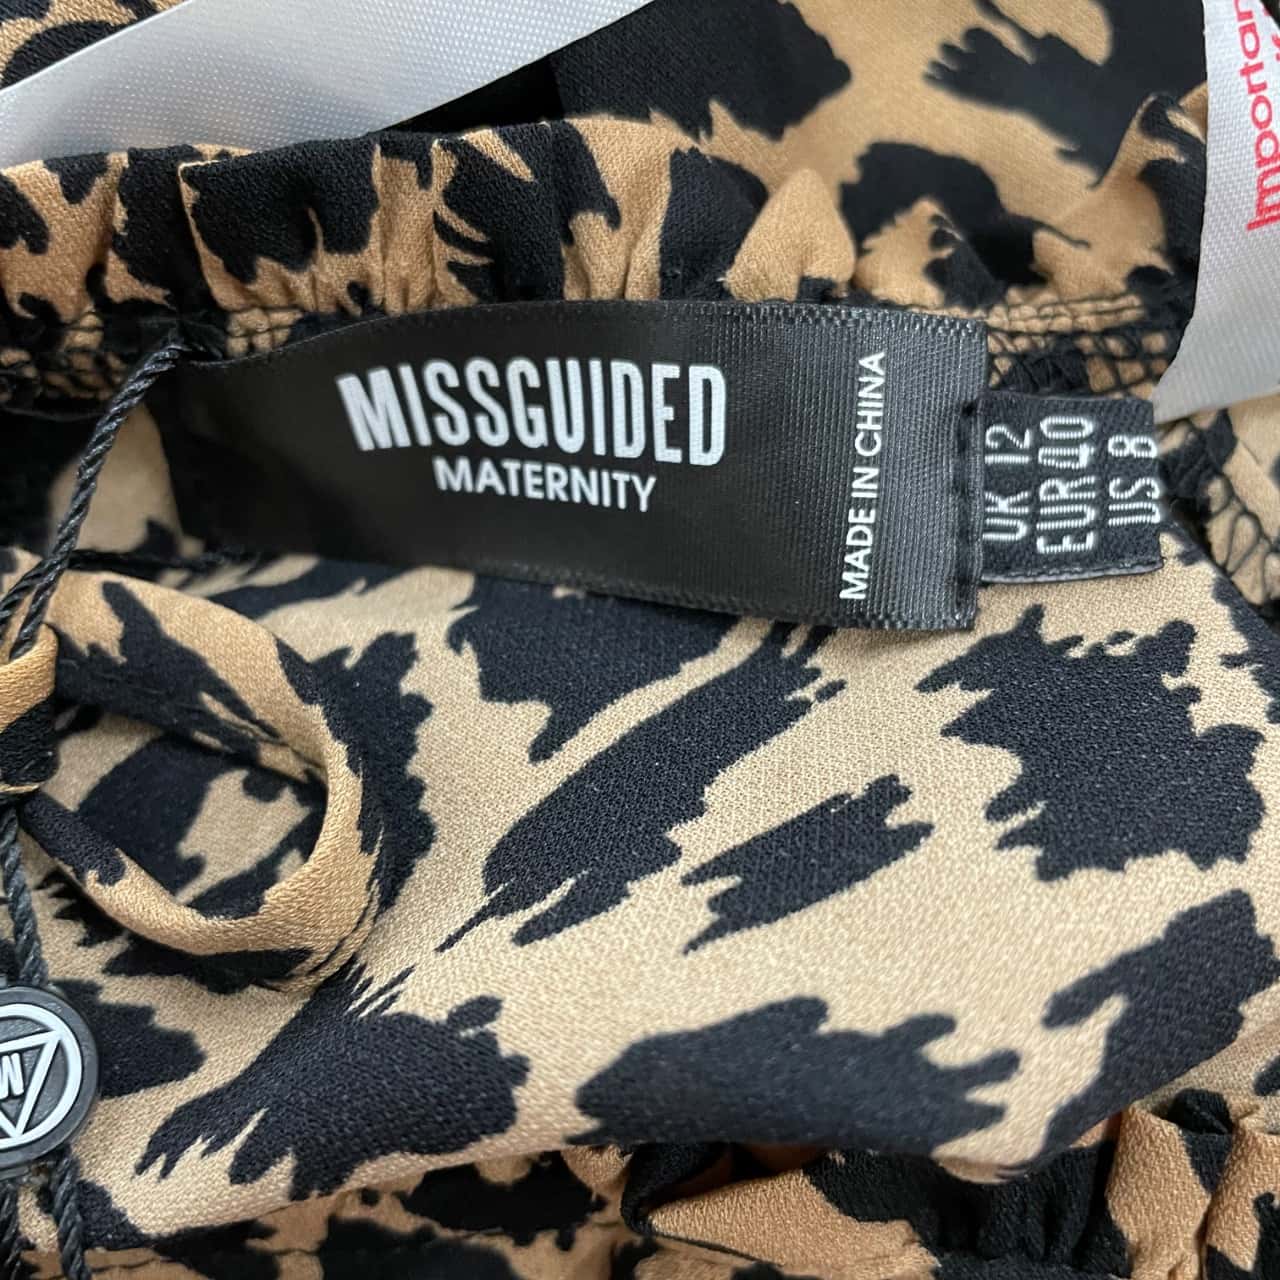 MISSGUIDED
MATERNITY
MADE IN CHINA
UK 12
EUR 40
US 8
M